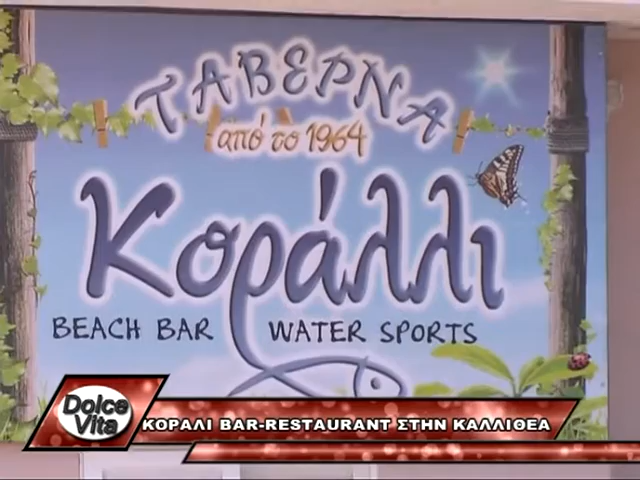 ΤΑΒΕΡΝΑ
από το 1964
Κοράλλι
BEACH BAR WATER SPORTS
Dolce Vita
ΚΟΡΑΛΙ BAR-RESTAURANT ΣΤΗΝ ΚΑΛΛΙΘΕΑ